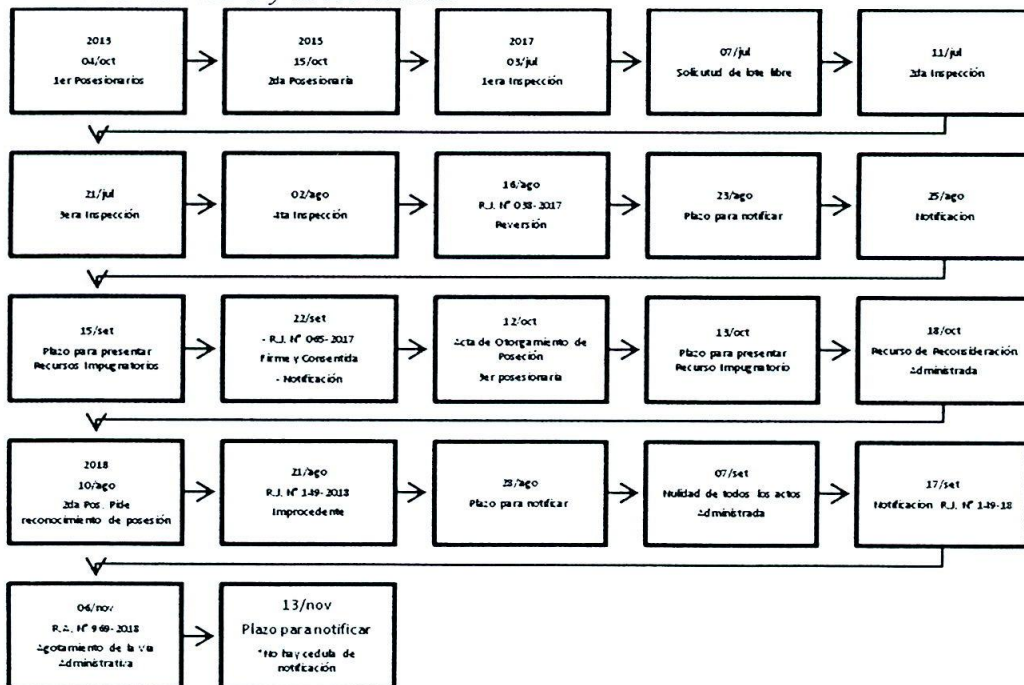 2013
04/oct
1er Posesionarios
2015
15/oct
2da Posesionaria
2017
03/jul
1era Inspección
07/jul
Solicitud de lote libre
11/jul
2da Inspección
21/jul
3era Inspección
02/ago
4ta Inspección
16/ago
R.J. N° 038-2017
Reversión
23/ago
Plazo para notificar
25/ago
Notificacion
15/set
Plazo para presentar
Recursos Impugnatorios
22/set
- R.J. N° 065-2017
Firme y Consentida
- Notificación
12/oct
Acta de Otorgamiento de
Poseción
3er posesionaria
13/oct
Plazo para presentar
Recurso Impugnatorio
18/oct
Recurso de Reconsideración
Administrada
2018
10/ago
2da Pos. Pide
reconocimiento de posesión
21/ago
R.J. N° 149-2018
Improcedente
28/ago
Plazo para notificar
07/set
Nulidad de todos los actos
Administrada
17/set
Notificacion R.J. N° 149-18
06/nov
R.A. N° 969-2018
Agotamiento de la via
Administrativa
13/nov
Plazo para notificar
*No hay cedula de
notificación